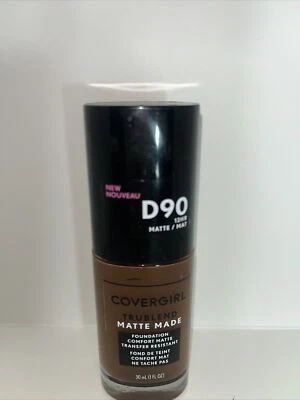 NEW
NOUVEAU
D90
12HR
MATTE / MAT
COVERGIRL
TRUBLEND
MATTE MADE
FOUNDATION
COMFORT MATTE
TRANSFER RESISTANT
FOND DE TEINT
CONFORT MAT
NE TACHE PAS
30 mL (1 FL OZ)